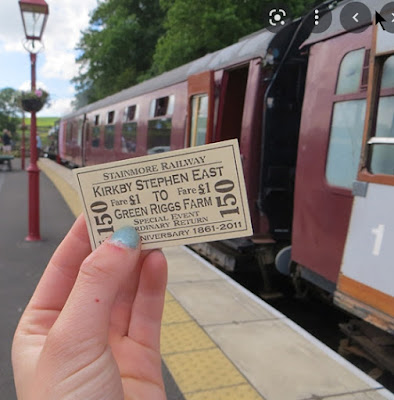 STAINMORE RAILWAY
KIRKBY STEPHEN EAST
Fare £1 TO Fare £1
GREEN RIGGS FARM
SPECIAL EVENT
ORDINARY RETURN
ANNIVERSARY 1861-2011
150
150
1